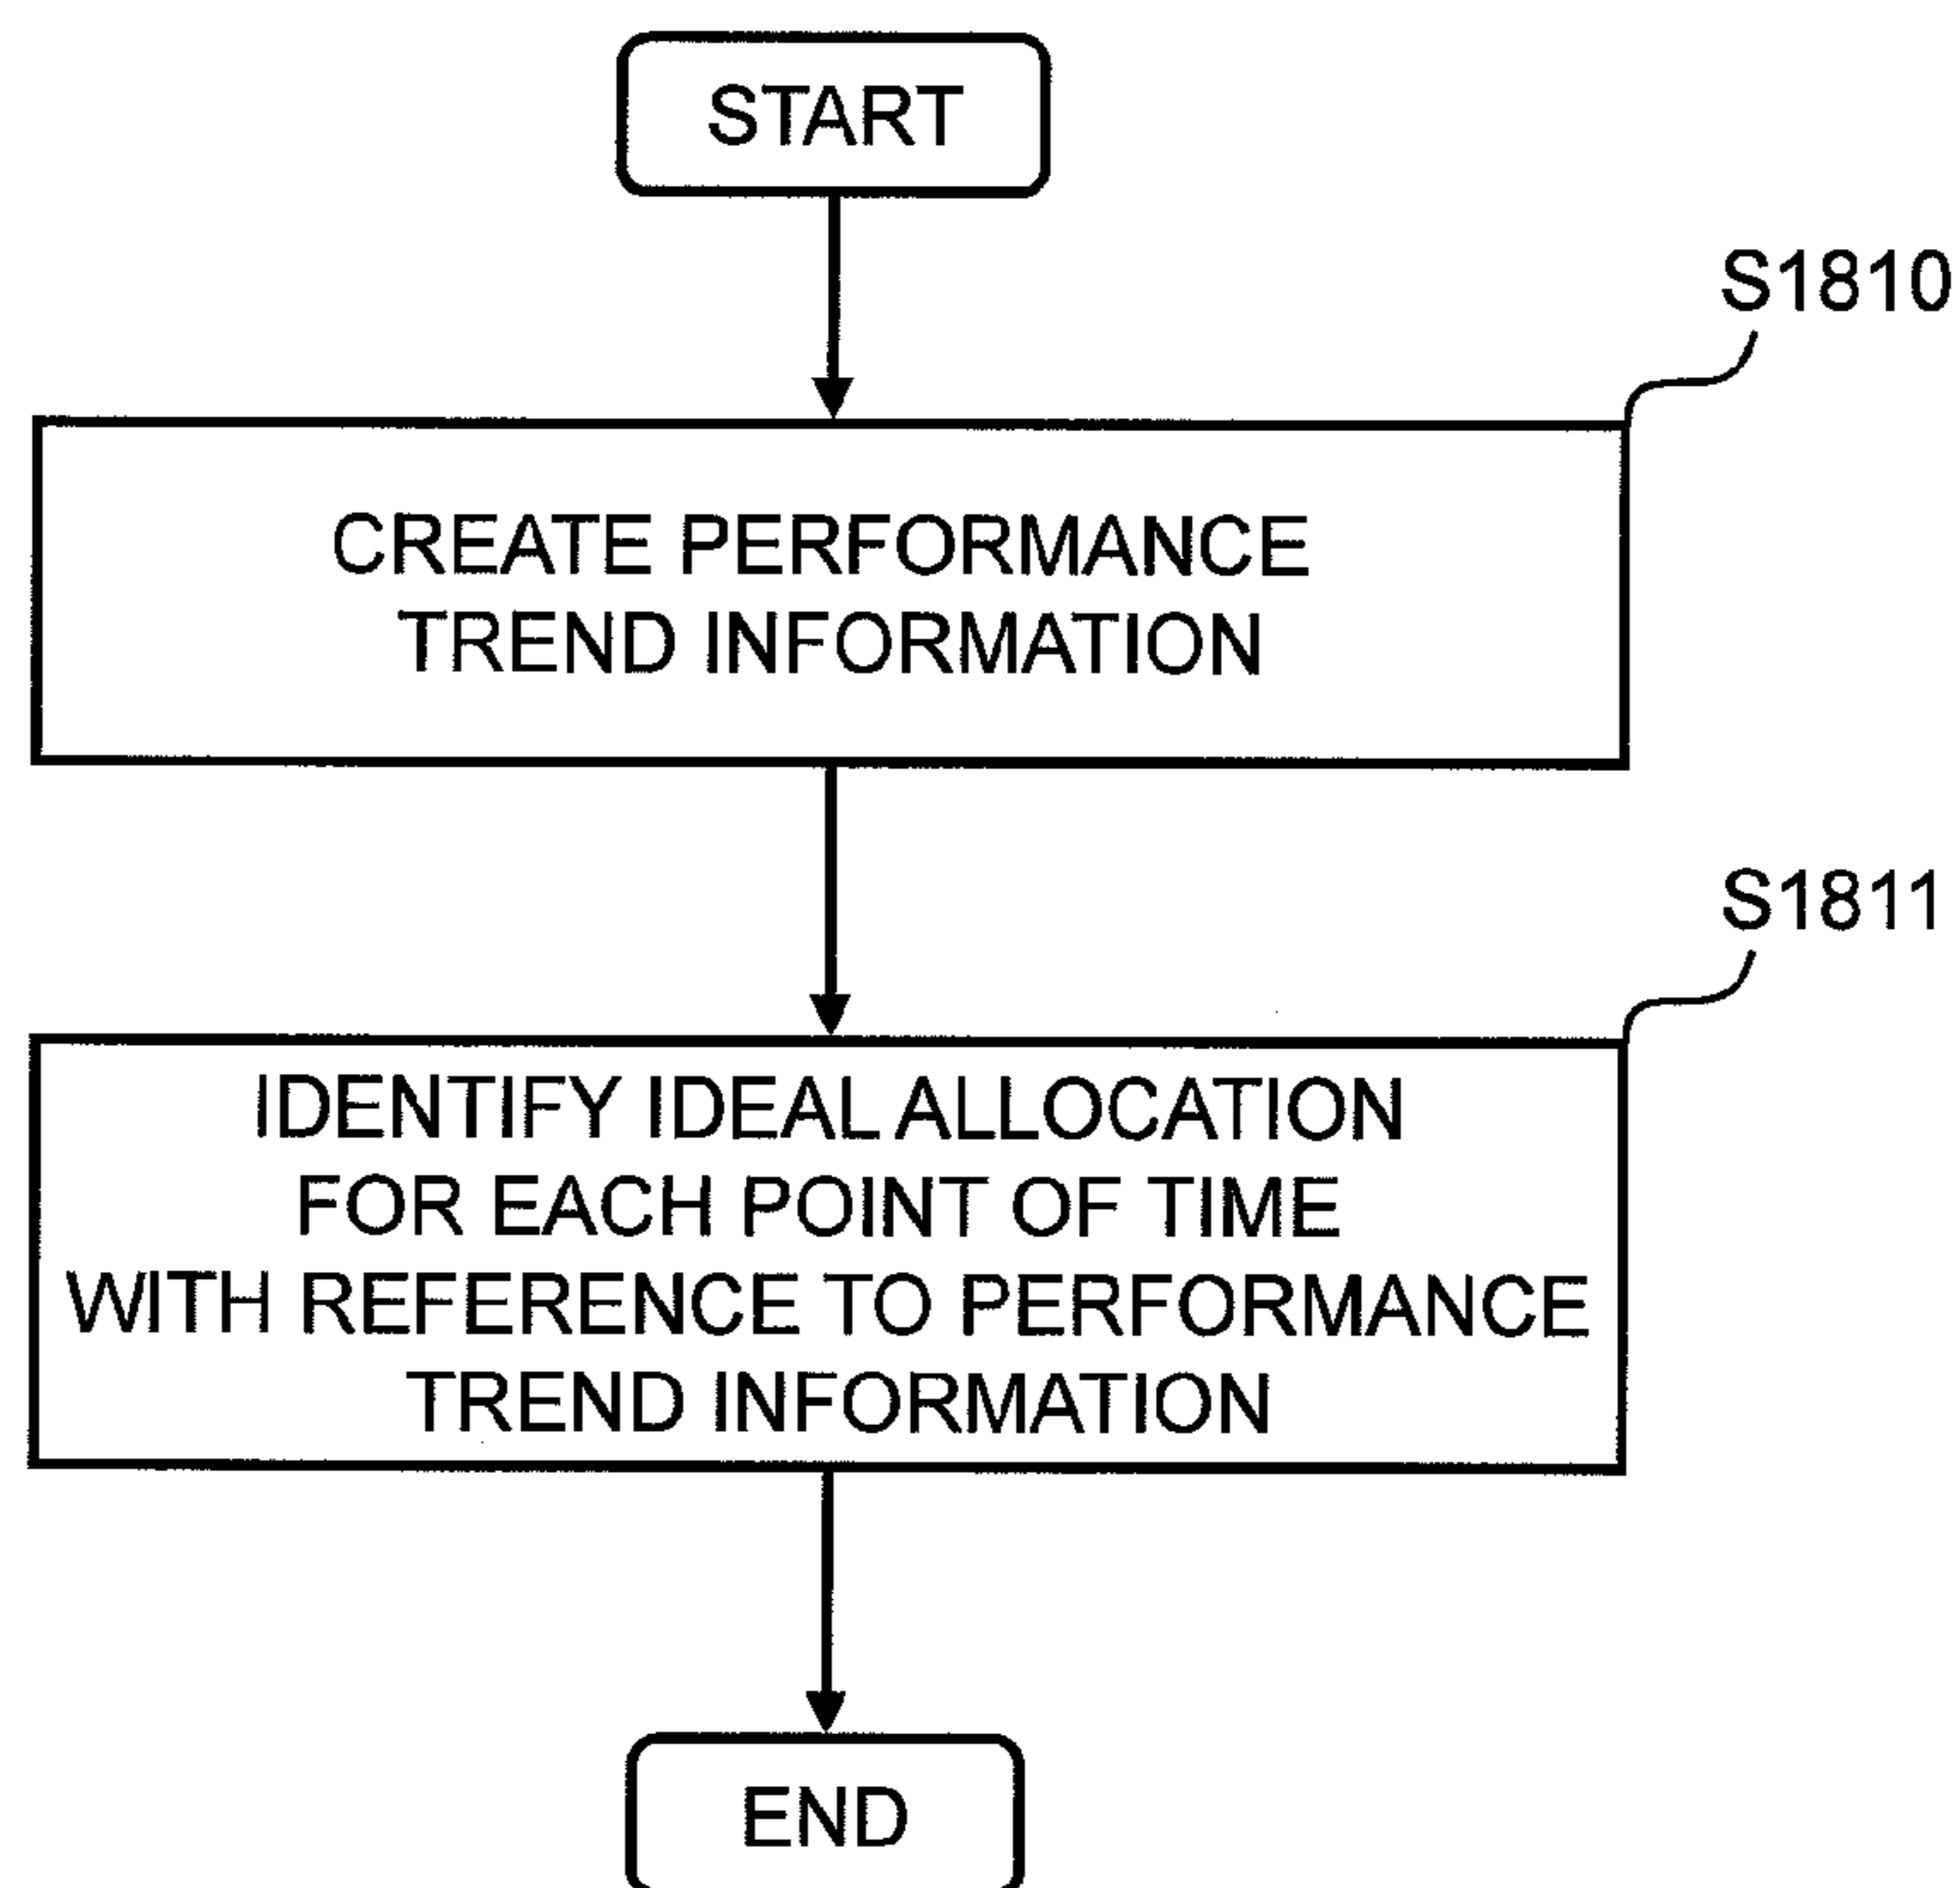 START
S1810
CREATE PERFORMANCE
TREND INFORMATION
S1811
IDENTIFY IDEAL ALLOCATION
FOR EACH POINT OF TIME
WITH REFERENCE TO PERFORMANCE
TREND INFORMATION
END